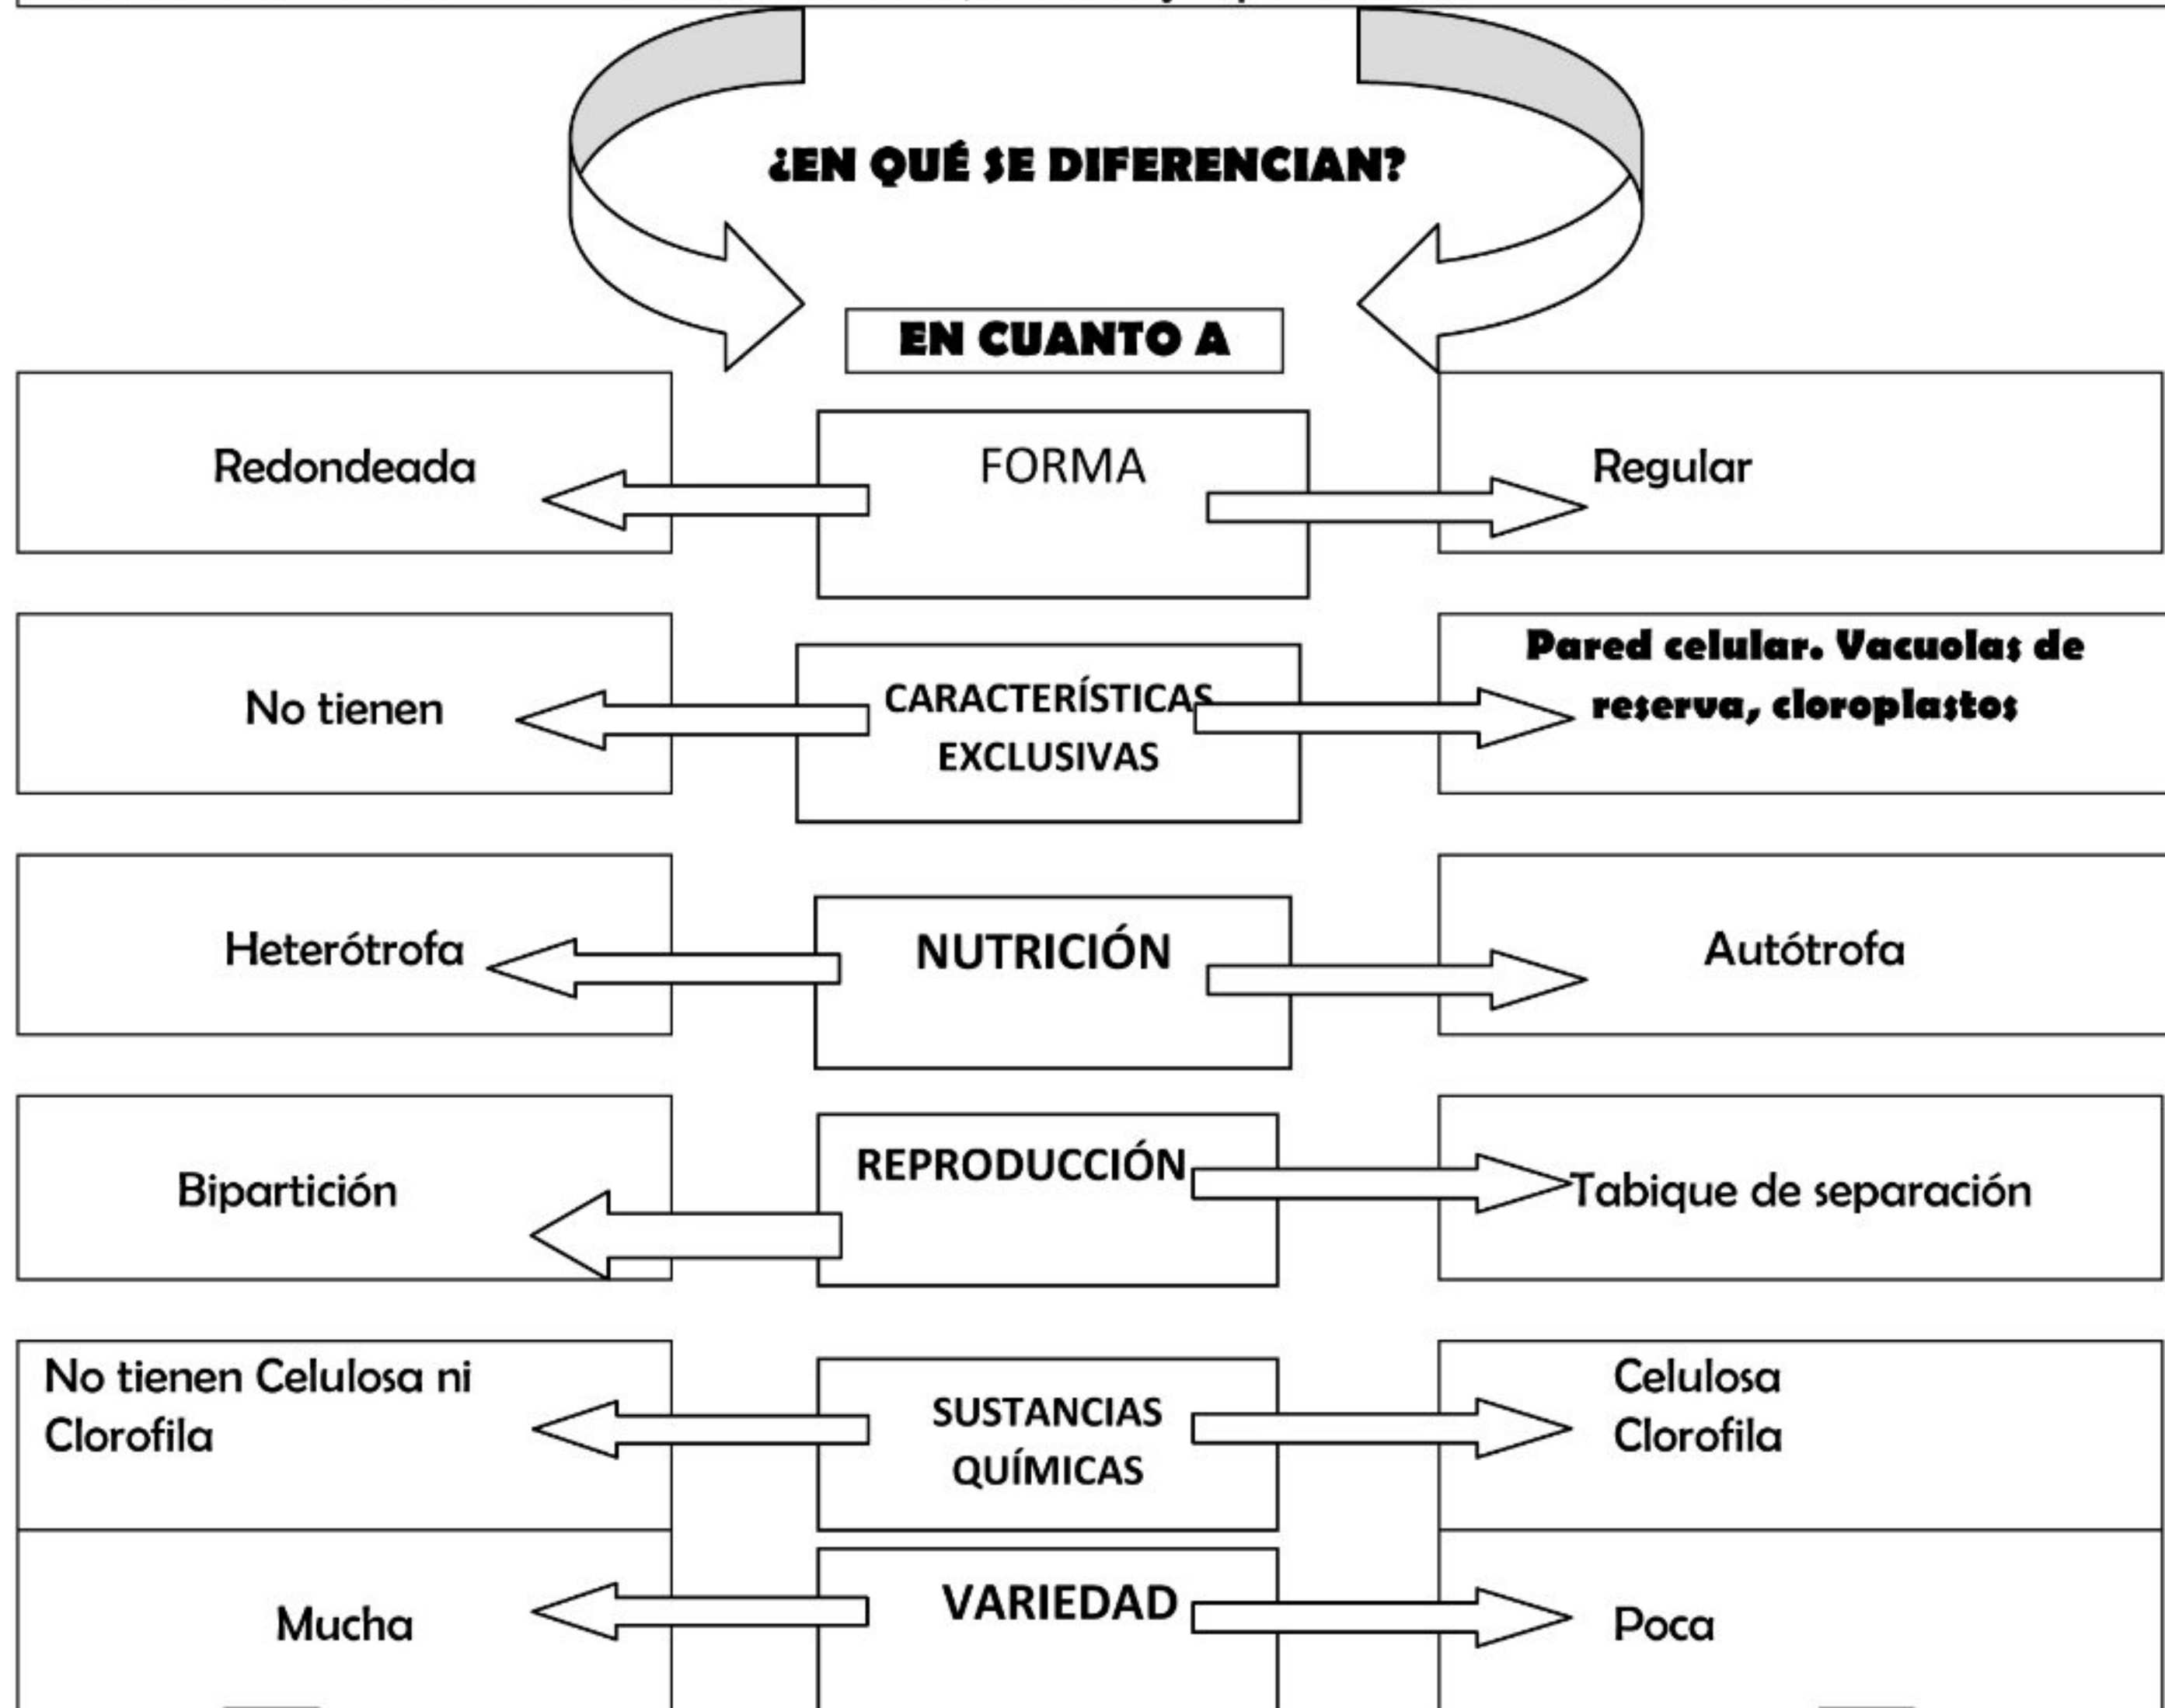 ¿EN QUÉ SE DIFERENCIAN?
EN CUANTO A
Redondeada
FORMA
Regular
No tienen
CARACTERÍSTICAS
EXCLUSIVAS
Pared celular. Vacuolas de
reserva, cloroplastos
Heterótrofa
NUTRICIÓN
Autótrofa
Bipartición
REPRODUCCIÓN
Tabique de separación
No tienen Celulosa ni
Clorofila
SUSTANCIAS
QUÍMICAS
Celulosa
Clorofila
Mucha
VARIEDAD
Poca